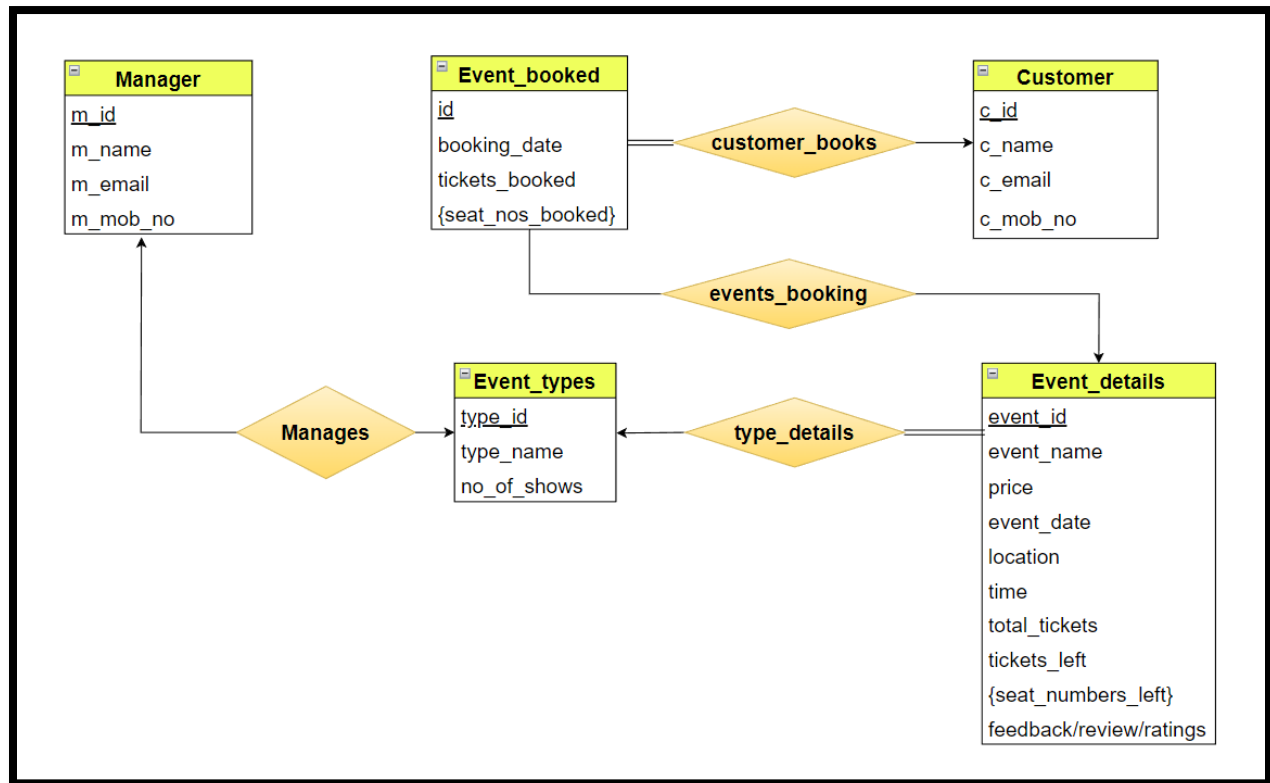 Manager
m_id
m_name
m_email
m_mob_no
Event_booked
id
booking_date
tickets_booked
{seat_nos_booked}
customer_books
Customer
c_id
c_name
c_email
c_mob_no
events_booking
Manages
Event_types
type_id
type_name
no_of_shows
type_details
Event_details
event_id
event_name
price
event_date
location
time
total_tickets
tickets_left
{seat_numbers_left}
feedback/review/ratings